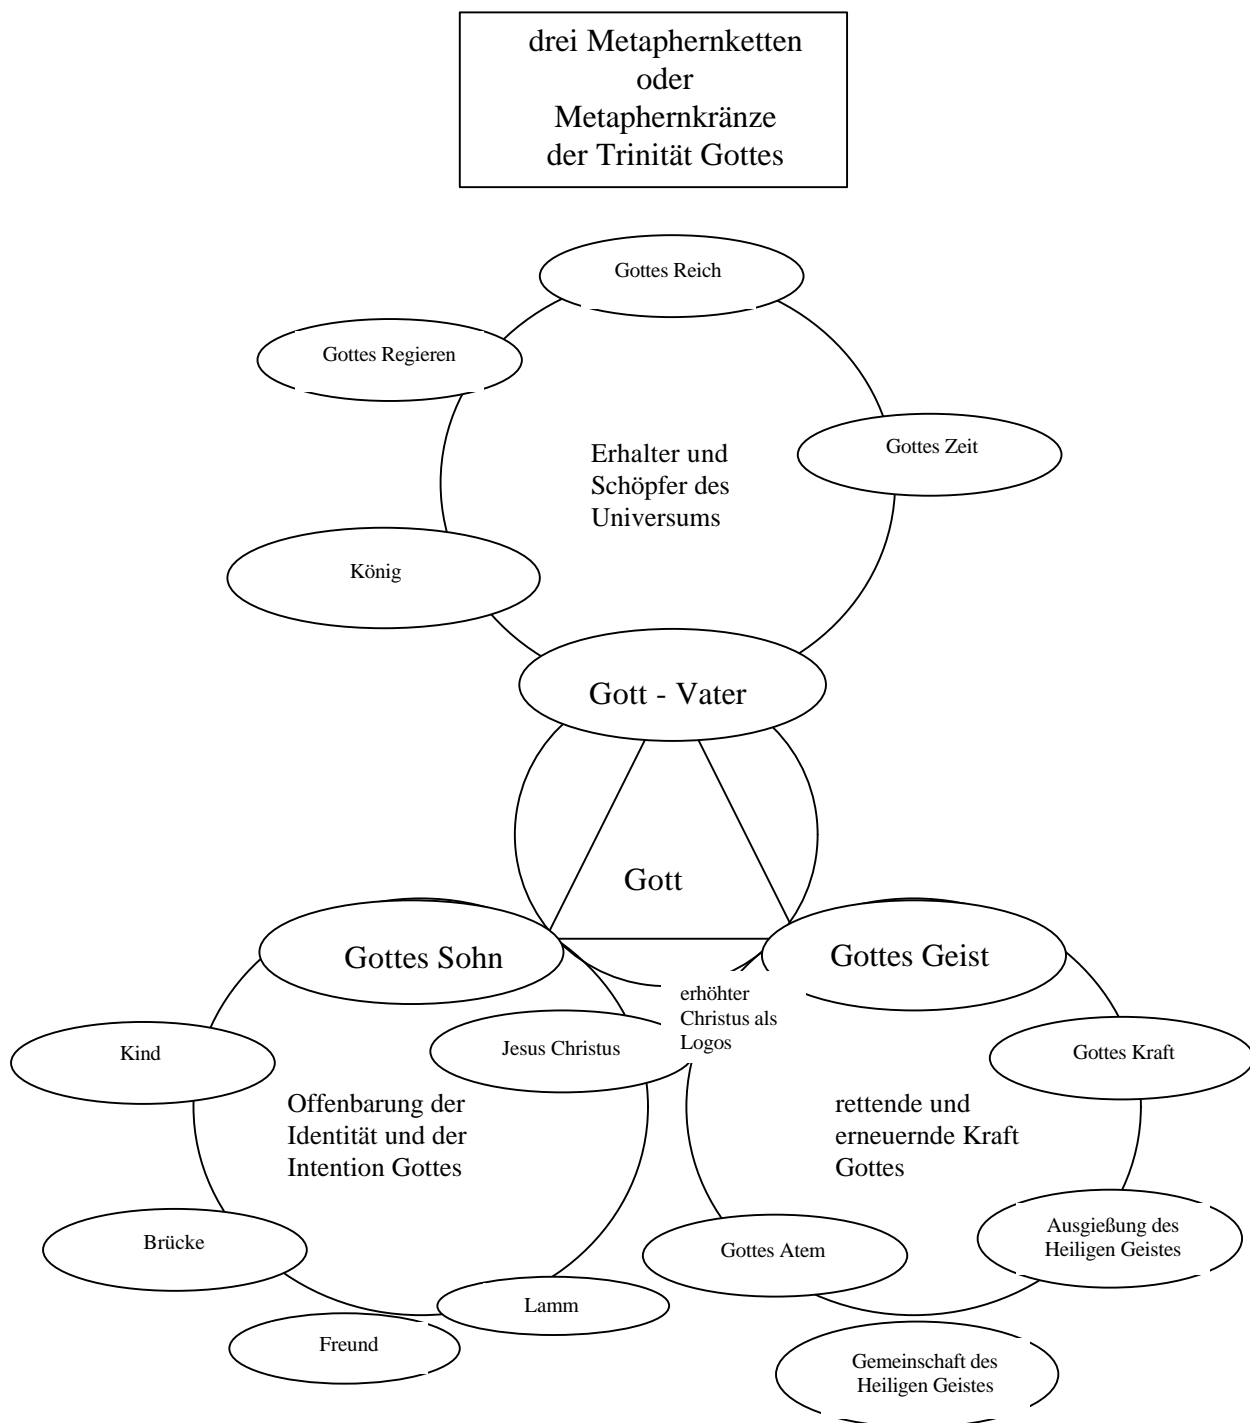 drei Metaphernketten
oder
Metaphernkränze
der Trinität Gottes
Gottes Reich
Gottes Regieren
Gottes Zeit
Erhalter und
Schöpfer des
Universums
König
Gott - Vater
Gott
Gottes Sohn
Gottes Geist
erhöhter
Christus als
Logos
Kind
Jesus Christus
Gottes Kraft
Offenbarung der
Identität und der
Intention Gottes
rettende und
erneuernde Kraft
Gottes
Brücke
Gottes Atem
Ausgießung des
Heiligen Geistes
Lamm
Freund
Gemeinschaft des
Heiligen Geistes